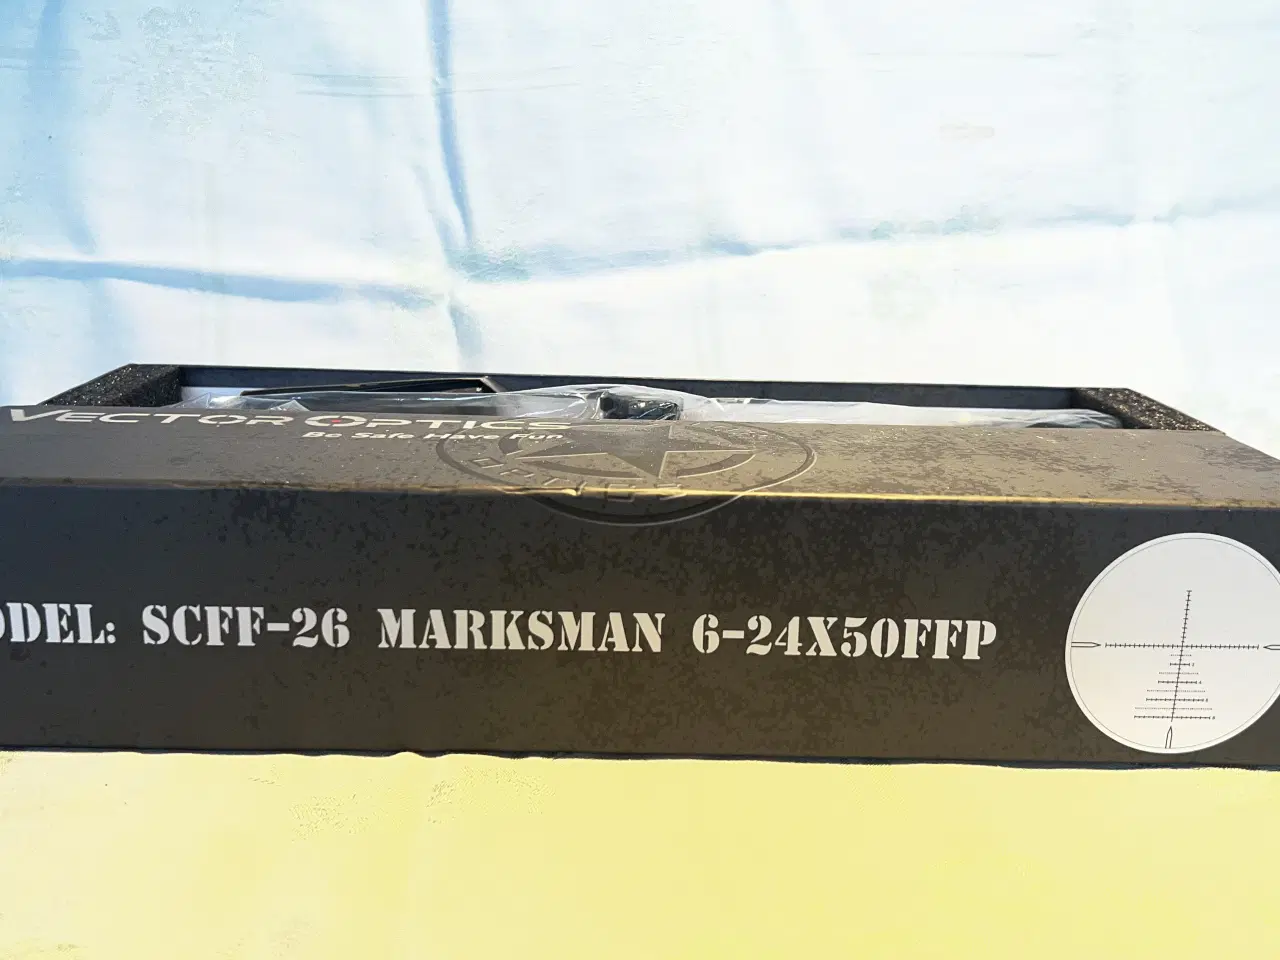 VECTOR OPTICS
Be Safe Have Fun
ODEL: SCFF-26 MARKSMAN 6-24X50FFP